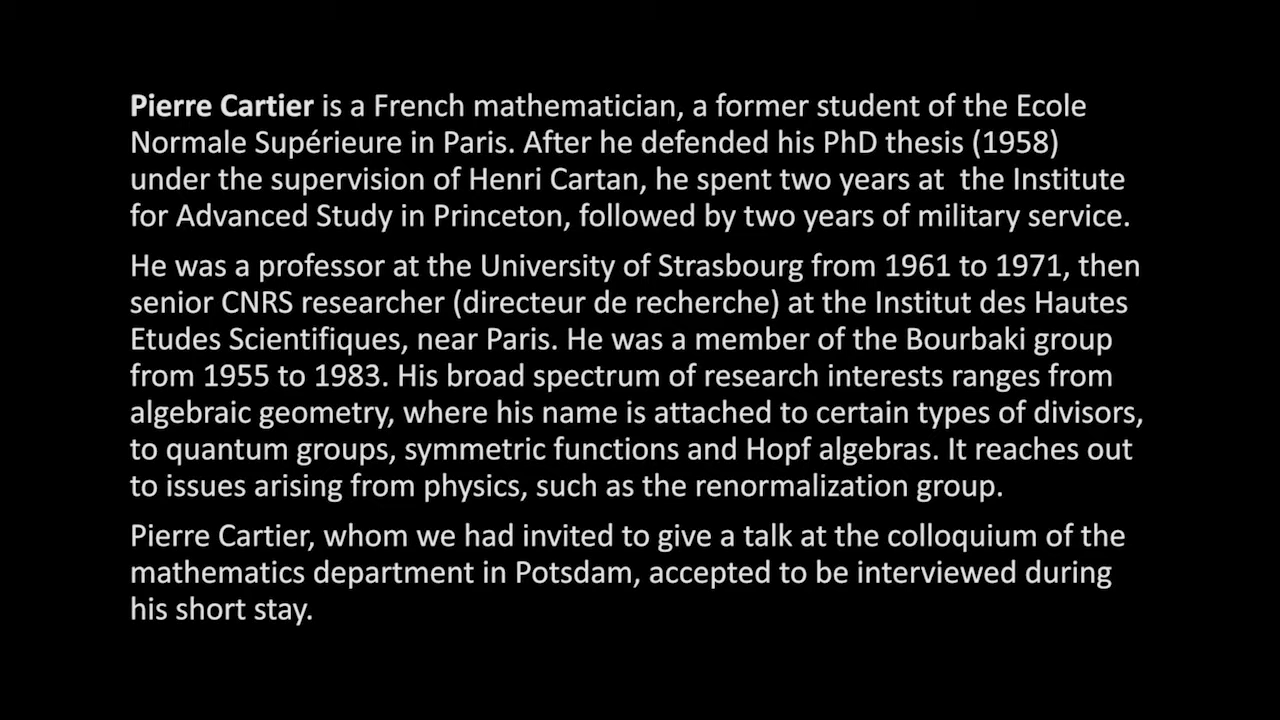 Pierre Cartier is a French mathematician, a former student of the Ecole
Normale Supérieure in Paris. After he defended his PhD thesis (1958)
under the supervision of Henri Cartan, he spent two years at  the Institute
for Advanced Study in Princeton, followed by two years of military service.
He was a professor at the University of Strasbourg from 1961 to 1971, then
senior CNRS researcher (directeur de recherche) at the Institut des Hautes
Etudes Scientifiques, near Paris. He was a member of the Bourbaki group
from 1955 to 1983. His broad spectrum of research interests ranges from
algebraic geometry, where his name is attached to certain types of divisors,
to quantum groups, symmetric functions and Hopf algebras. It reaches out
to issues arising from physics, such as the renormalization group.
Pierre Cartier, whom we had invited to give a talk at the colloquium of the
mathematics department in Potsdam, accepted to be interviewed during
his short stay.